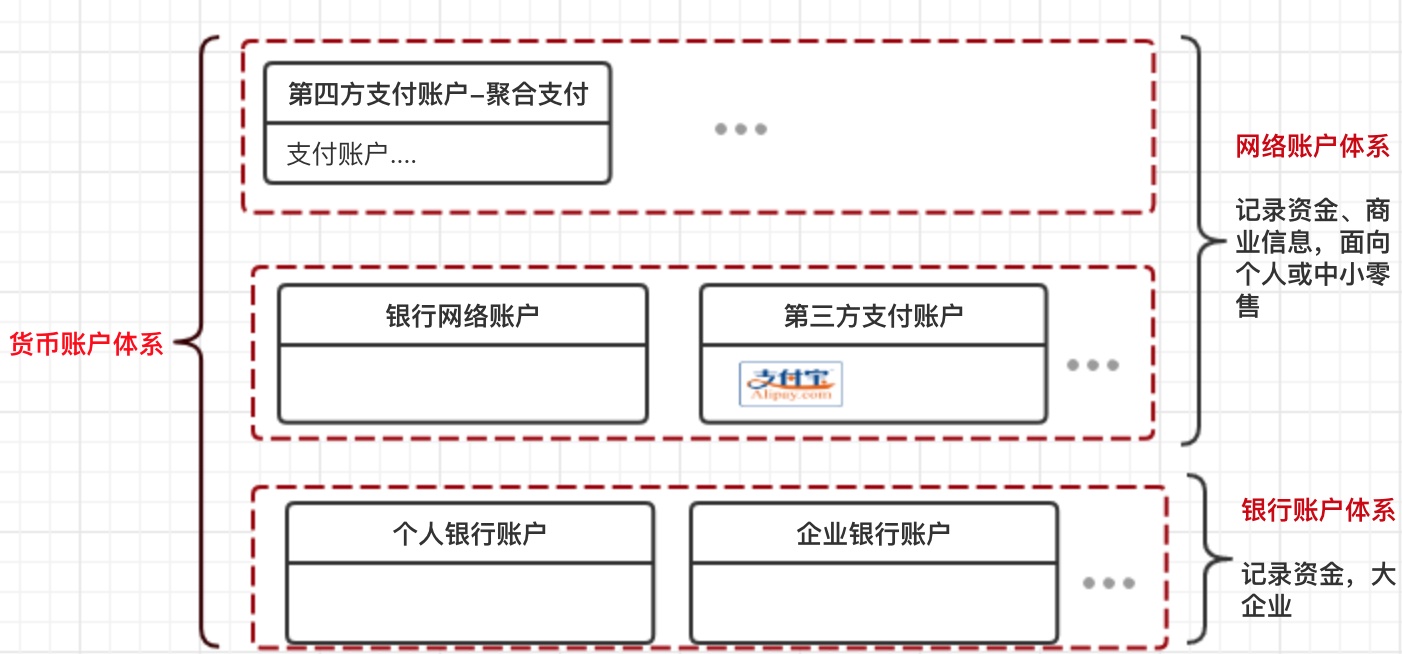 第四方支付账户–聚合支付
支付账户....
网络账户体系
记录资金、商
业信息，面向
个人或中小零
售
银行网络账户
第三方支付账户
支付宝
Alipay.com
货币账户体系
个人银行账户
企业银行账户
银行账户体系
记录资金，大
企业